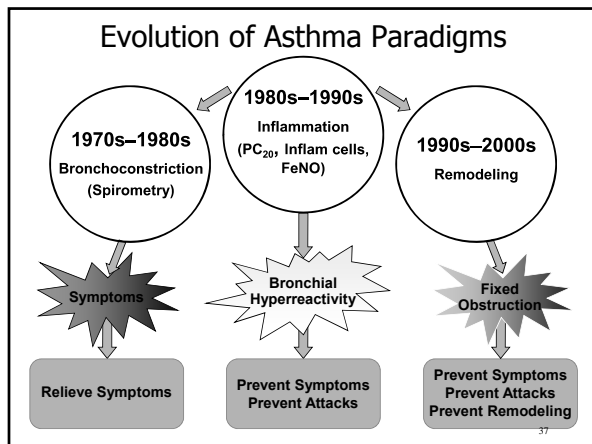 Evolution of Asthma Paradigms
1970s–1980s
Bronchoconstriction
(Spirometry)
1980s–1990s
Inflammation
(PC20, Inflam cells,
FeNO)
1990s–2000s
Remodeling
Symptoms
Bronchial
Hyperreactivity
Fixed
Obstruction
Relieve Symptoms
Prevent Symptoms
Prevent Attacks
Prevent Symptoms
Prevent Attacks
Prevent Remodeling
37